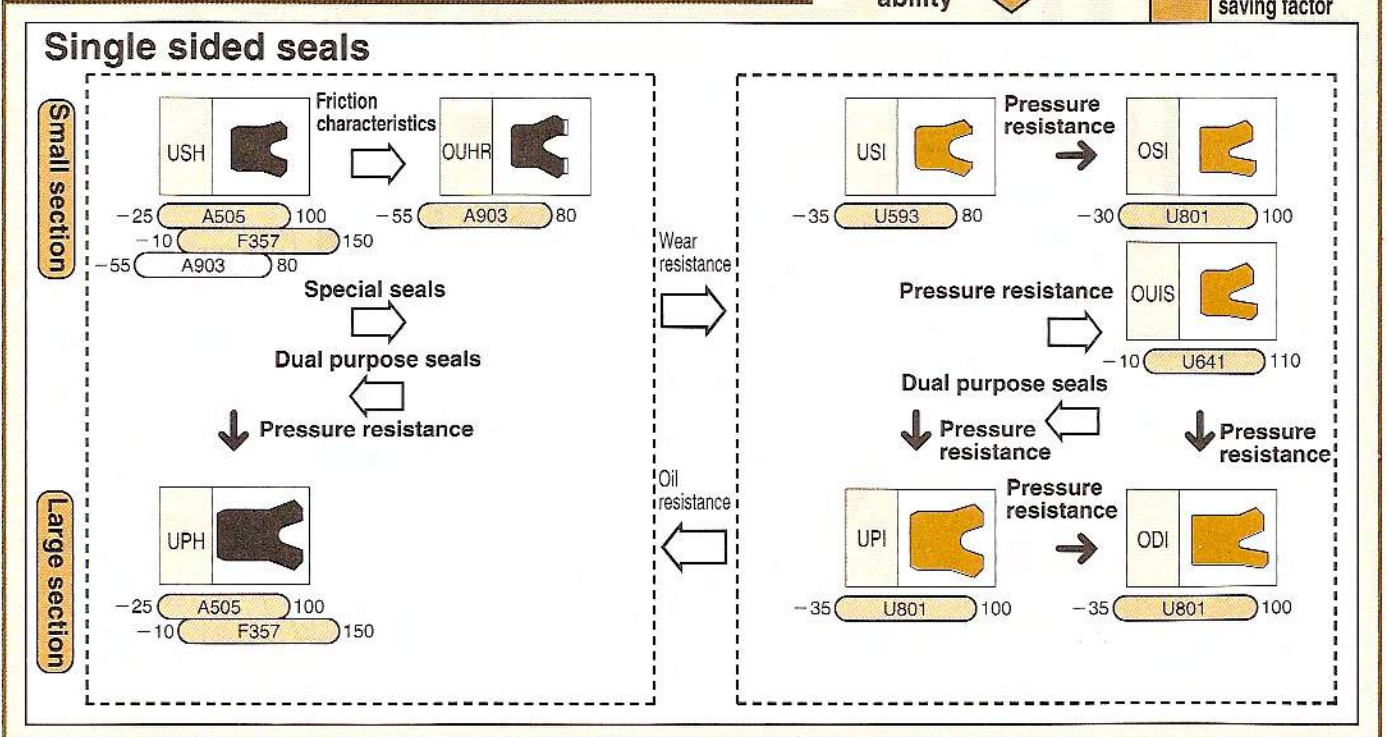 ability
saving factor
Single sided seals
Small section
USH
Friction
characteristics
OUHR
-25 A505 100
-10 F357 150
-55 A903 80
-55 A903 80
Special seals
Dual purpose seals
Pressure resistance
Large section
UPH
-25 A505 100
-10 F357 150
Wear
resistance
Oil
resistance
USI
Pressure
resistance
OSI
-35 U593 80
-30 U801 100
Pressure resistance
OUIS
-10 U641 110
Dual purpose seals
Pressure
resistance
Pressure
resistance
UPI
Pressure
resistance
ODI
-35 U801 100
-35 U801 100